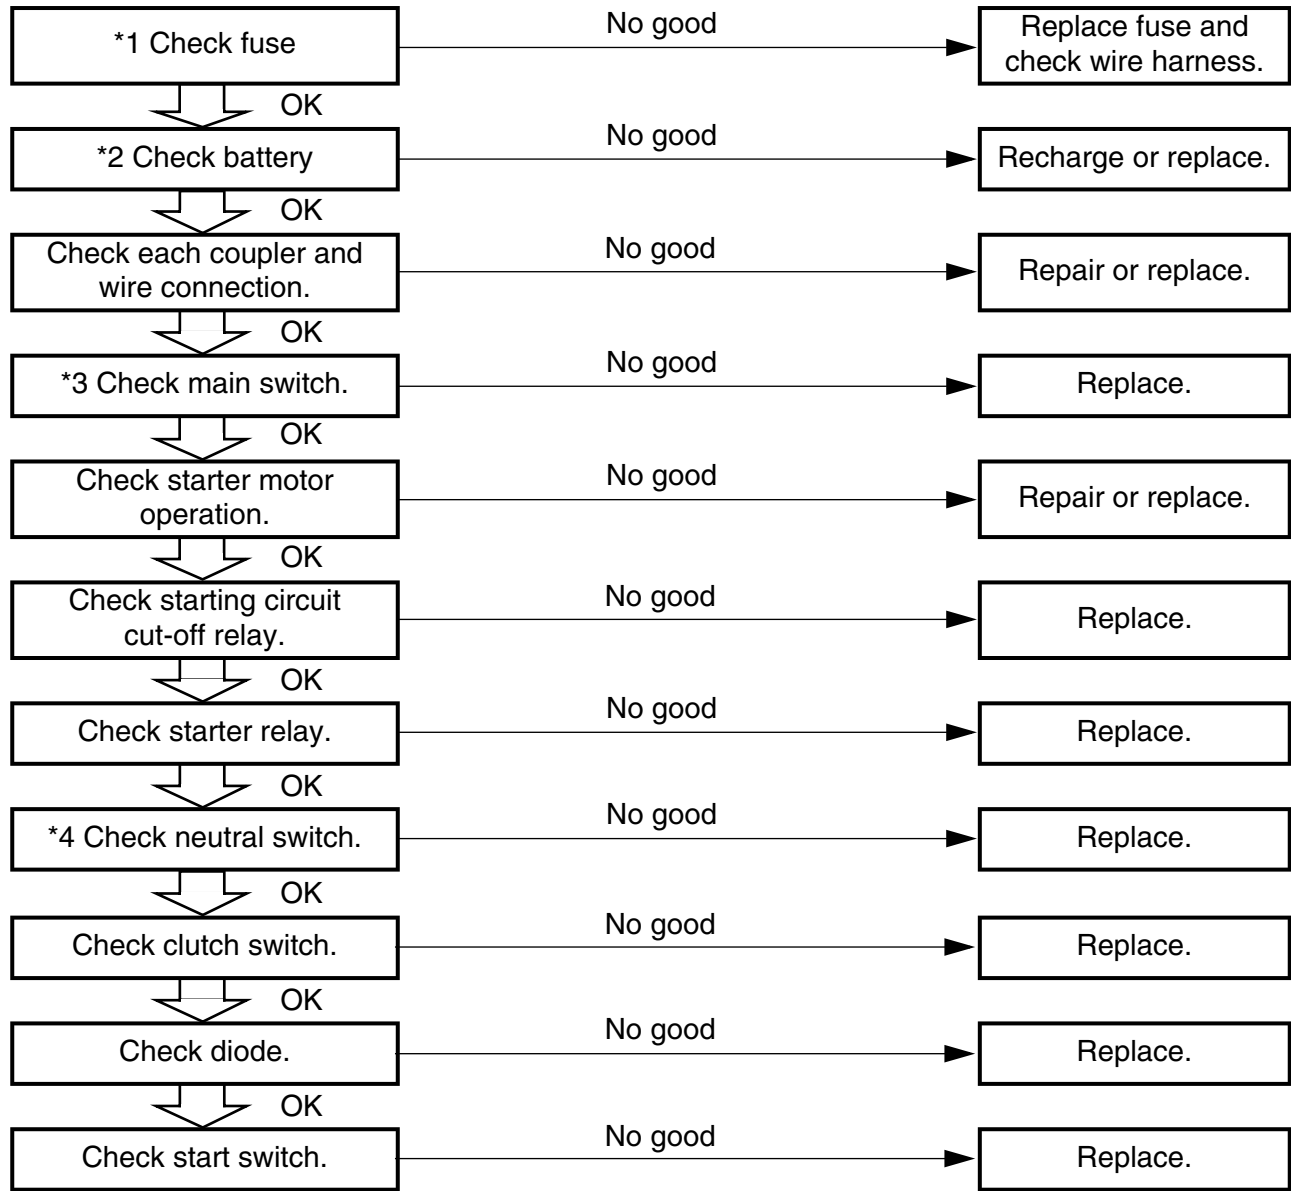 *1 Check fuse
No good
Replace fuse and
check wire harness.
OK
*2 Check battery
No good
Recharge or replace.
OK
Check each coupler and
wire connection.
No good
Repair or replace.
OK
*3 Check main switch.
No good
Replace.
OK
Check starter motor
operation.
No good
Repair or replace.
OK
Check starting circuit
cut-off relay.
No good
Replace.
OK
Check starter relay.
No good
Replace.
OK
*4 Check neutral switch.
No good
Replace.
OK
Check clutch switch.
No good
Replace.
OK
Check diode.
No good
Replace.
OK
Check start switch.
No good
Replace.